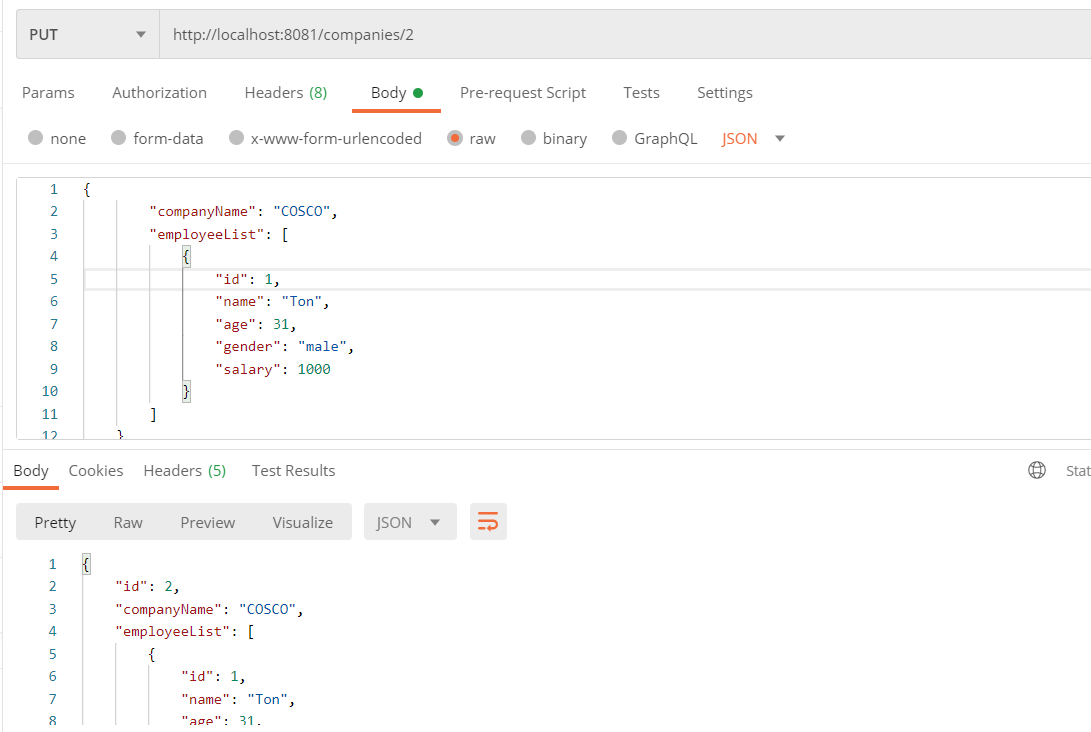 PUT http://localhost:8081/companies/2
Params Authorization Headers (8) Body Pre-request Script Tests Settings
none form-data x-www-form-urlencoded raw binary GraphQL JSON
1 {
2 "companyName": "COSCO",
3 "employeeList": [
4 {
5 "id": 1,
6 "name": "Ton",
7 "age": 31,
8 "gender": "male",
9 "salary": 1000
10 }
11 ]
12 }
Body Cookies Headers (5) Test Results Stat
Pretty Raw Preview Visualize JSON
1 {
2 "id": 2,
3 "companyName": "COSCO",
4 "employeeList": [
5 {
6 "id": 1,
7 "name": "Ton",
8 "age": 31,